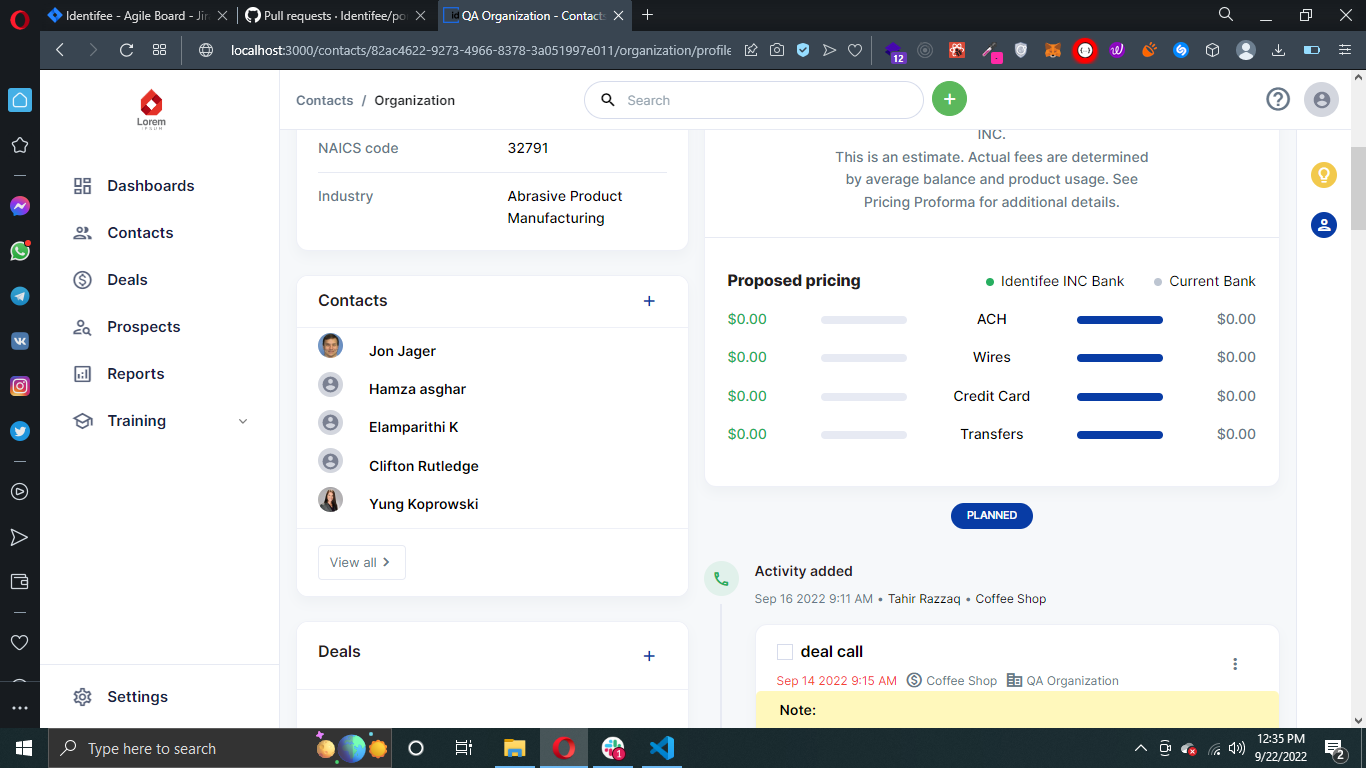 Identifee - Agile Board - Jir
Pull requests · Identifee/po
id
QA Organization - Contacts
localhost:3000/contacts/82ac4622-9273-4966-8378-3a051997e011/organization/profile
12
Lorem
IPSUM
Contacts / Organization
Search
Dashboards
Contacts
Deals
Prospects
Reports
Training
Settings
NAICS code
32791
Industry
Abrasive Product
Manufacturing
Contacts
Jon Jager
Hamza asghar
Elamparithi K
Clifton Rutledge
Yung Koprowski
View all
Deals
INC.
This is an estimate. Actual fees are determined
by average balance and product usage. See
Pricing Proforma for additional details.
Proposed pricing
Identifee INC Bank
Current Bank
$0.00 ACH $0.00
$0.00 Wires $0.00
$0.00 Credit Card $0.00
$0.00 Transfers $0.00
PLANNED
Activity added
Sep 16 2022 9:11 AM • Tahir Razzaq • Coffee Shop
deal call
Sep 14 2022 9:15 AM Coffee Shop QA Organization
Note:
Type here to search
1
12:35 PM
9/22/2022
2